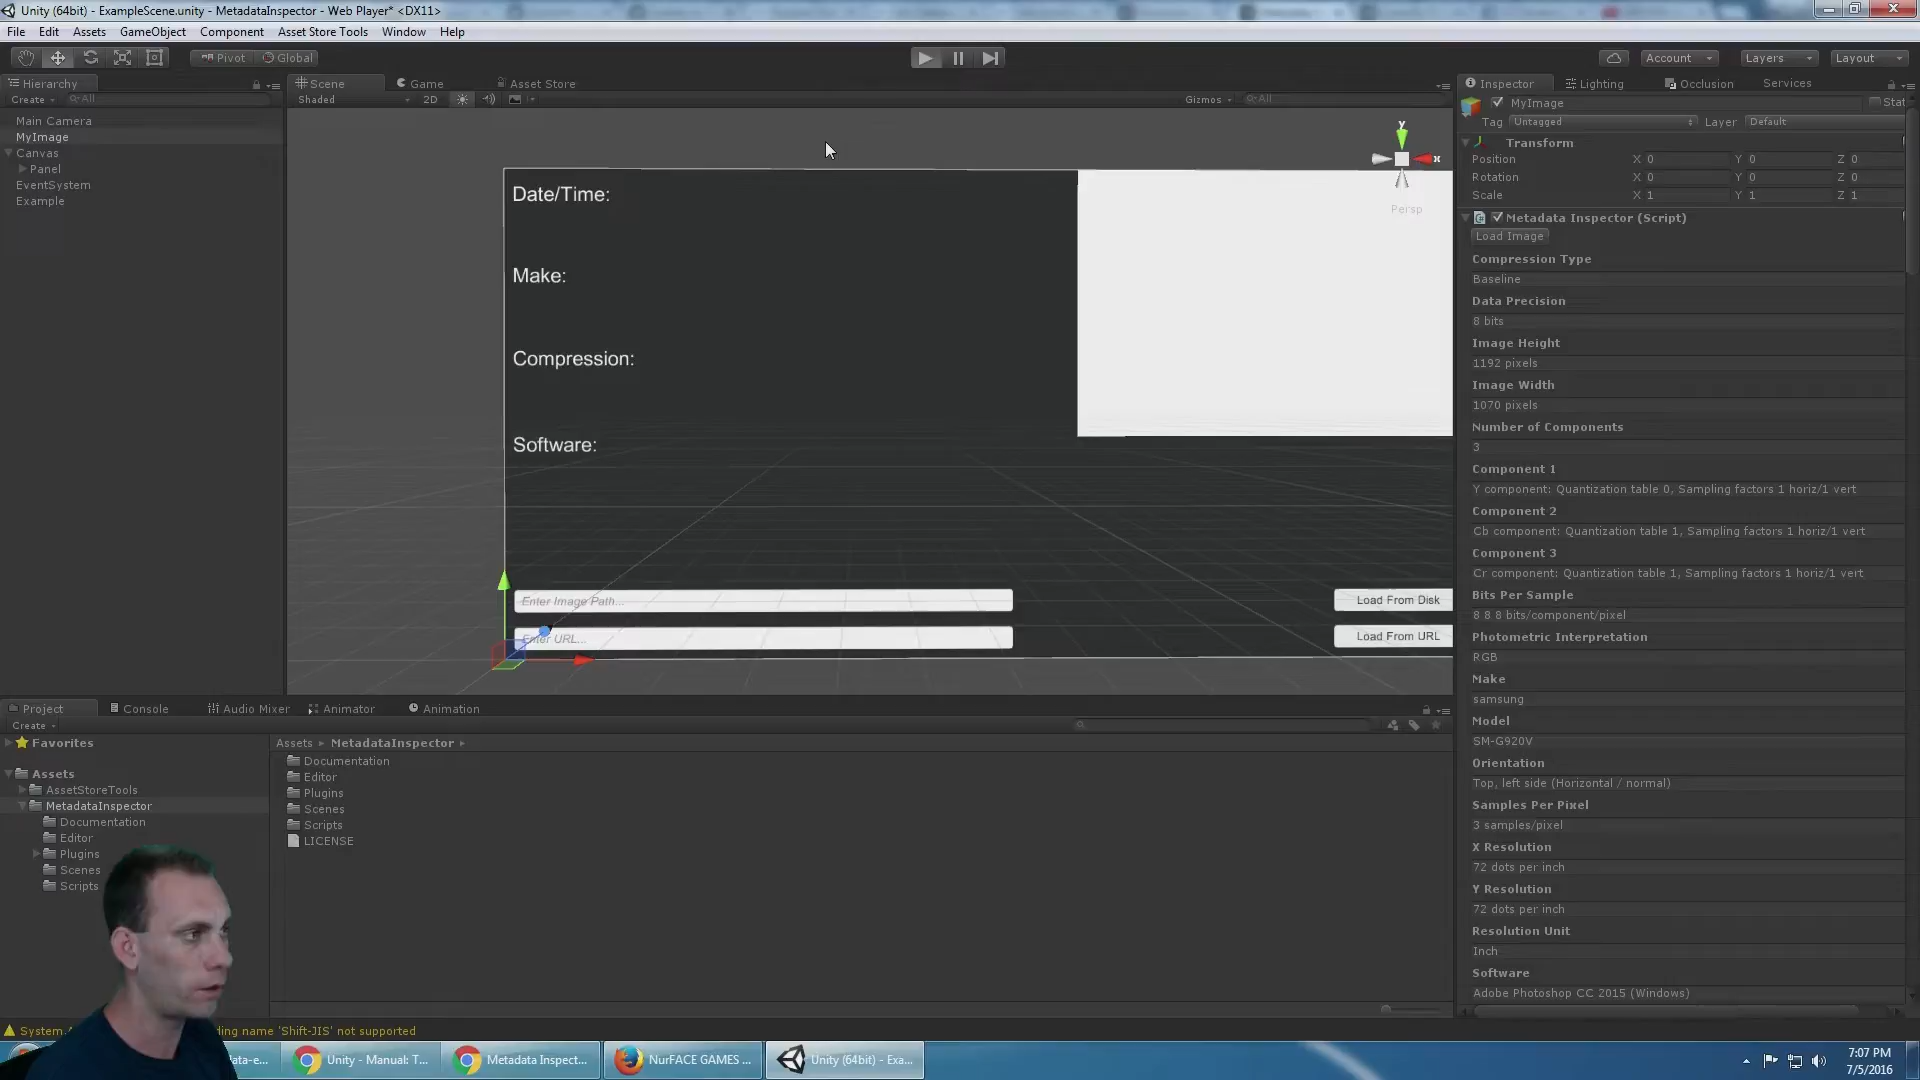 Unity (64bit) - ExampleScene.unity - MetadataInspector - Web Player* <DX11>
File Edit Assets GameObject Component Asset Store Tools Window Help
Pivot Global Account Layers Layout
Hierarchy
Create All
Main Camera
MyImage
Canvas
Panel
EventSystem
Example
Scene Game Asset Store
Shaded 2D Gizmos All
y
x
Persp
Date/Time:
Make:
Compression:
Software:
Enter Image Path...
Load From Disk
Enter URL...
Load From URL
Inspector Lighting Occlusion Services
MyImage Stat
Tag Untagged Layer Default
Transform
Position X 0 Y 0 Z 0
Rotation X 0 Y 0 Z 0
Scale X 1 Y 1 Z 1
Metadata Inspector (Script)
Load Image
Compression Type
Baseline
Data Precision
8 bits
Image Height
1192 pixels
Image Width
1070 pixels
Number of Components
3
Component 1
Y component: Quantization table 0, Sampling factors 1 horiz/1 vert
Component 2
Cb component: Quantization table 1, Sampling factors 1 horiz/1 vert
Component 3
Cr component: Quantization table 1, Sampling factors 1 horiz/1 vert
Bits Per Sample
8 8 8 bits/component/pixel
Photometric Interpretation
RGB
Make
samsung
Model
SM-G920V
Orientation
Top, left side (Horizontal / normal)
Samples Per Pixel
3 samples/pixel
X Resolution
72 dots per inch
Y Resolution
72 dots per inch
Resolution Unit
Inch
Software
Adobe Photoshop CC 2015 (Windows)
Project Console Audio Mixer Animator Animation
Create
Favorites
Assets
AssetStoreTools
MetadataInspector
Documentation
Editor
Plugins
Scenes
Scripts
Assets MetadataInspector
Documentation
Editor
Plugins
Scenes
Scripts
LICENSE
System. ding name 'Shift-JIS' not supported
data-e... Unity - Manual: T... Metadata Inspect... NurFACE GAMES ... Unity (64bit) - Exa...
7:07 PM
7/5/2016